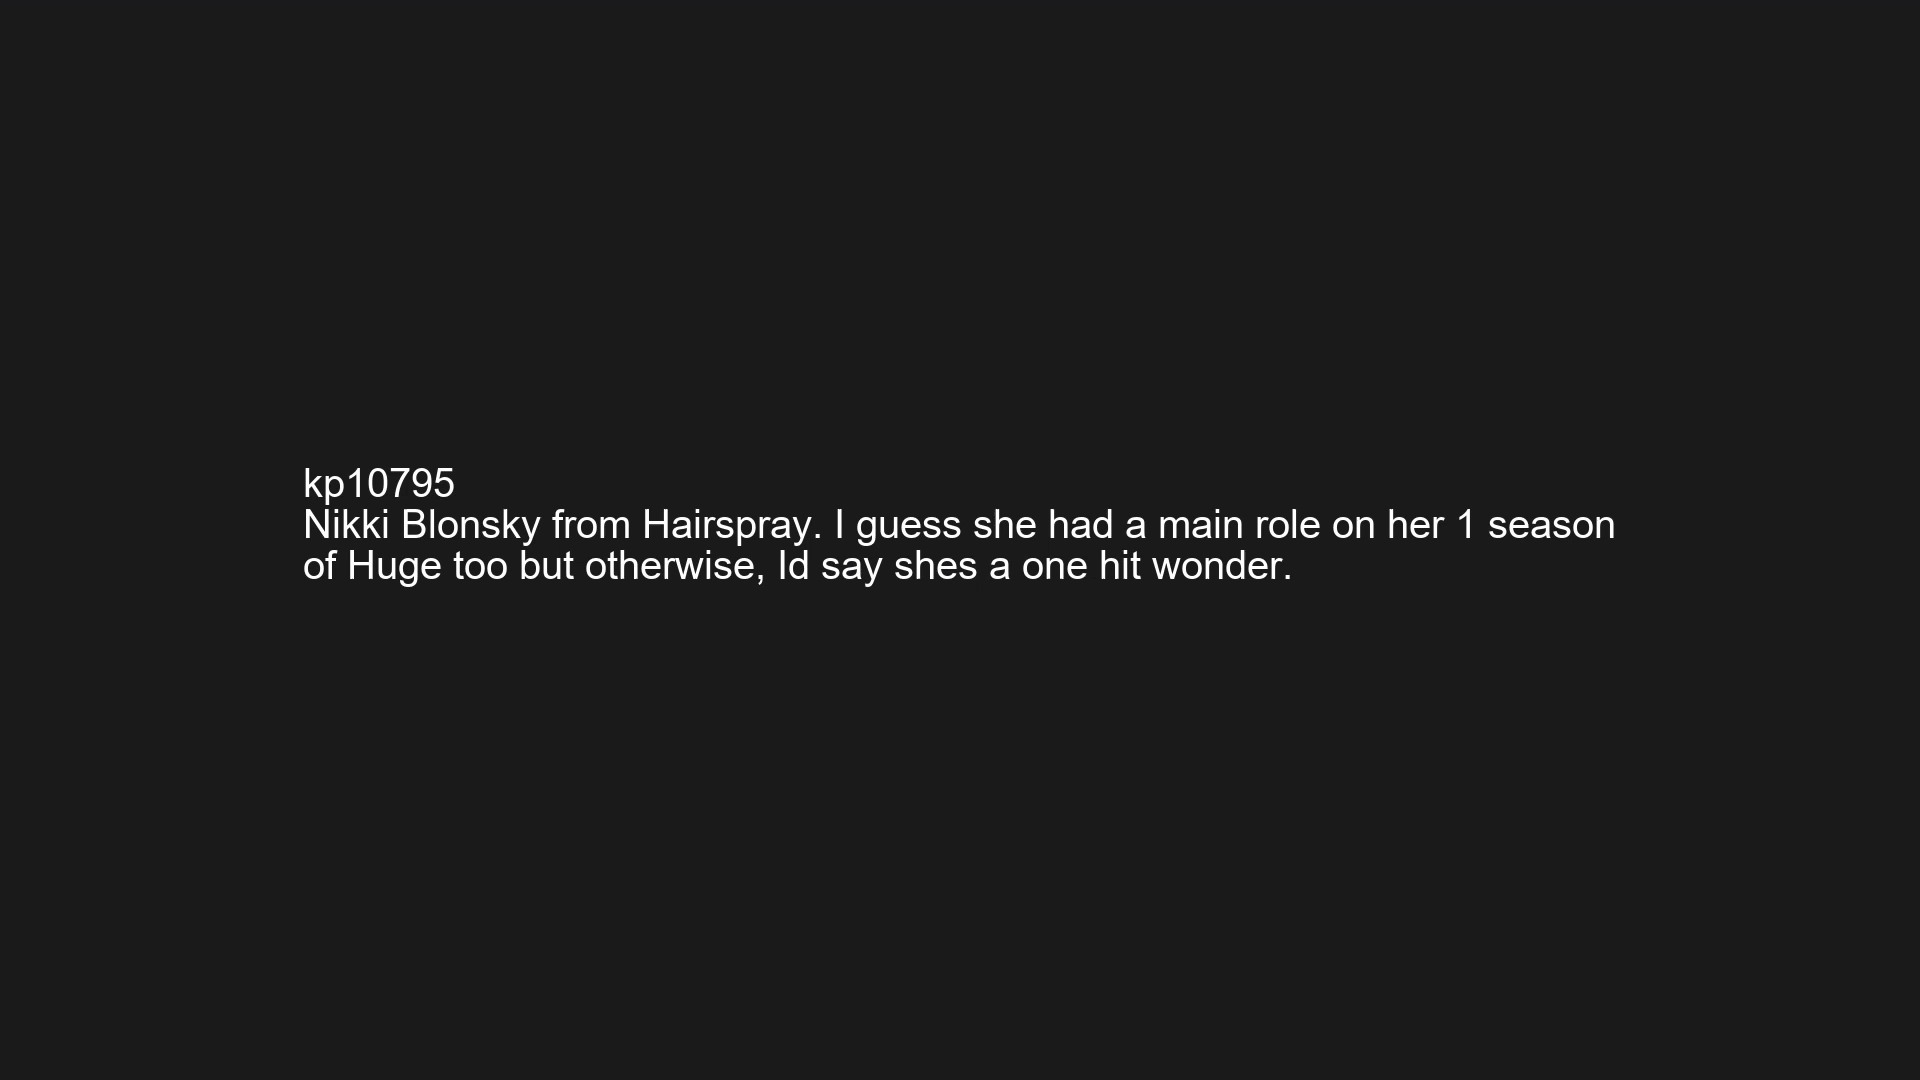 kp10795
Nikki Blonsky from Hairspray. I guess she had a main role on her 1 season
of Huge too but otherwise, Id say shes a one hit wonder.